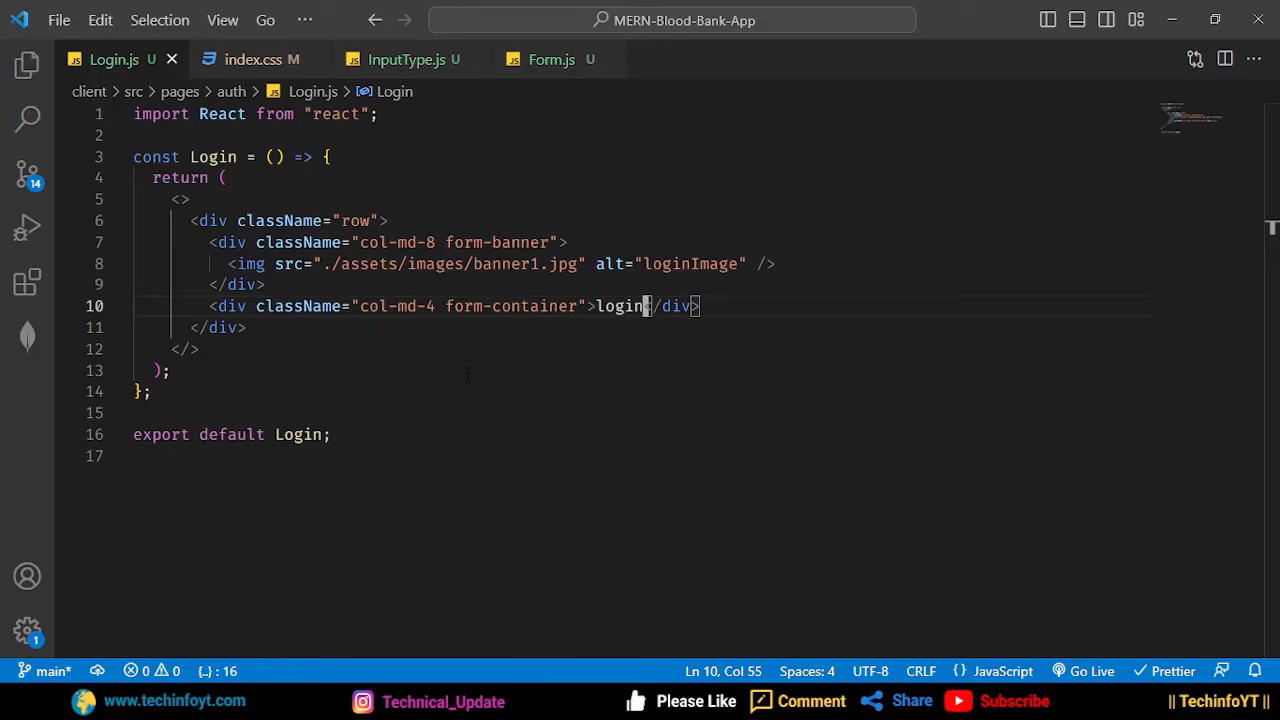 File Edit Selection View Go ··· MERN-Blood-Bank-App
Login.js U index.css M InputType.js U Form.js U
client > src > pages > auth > Login.js > Login
1 import React from "react";
2
3 const Login = () => {
4 return (
5 <>
6 <div className="row">
7 <div className="col-md-8 form-banner">
8 <img src="./assets/images/banner1.jpg" alt="loginImage" />
9 </div>
10 <div className="col-md-4 form-container">login</div>
11 </div>
12 </>
13 );
14 };
15
16 export default Login;
17
14
1
main* 0 0 {..} : 16 Ln 10, Col 55 Spaces: 4 UTF-8 CRLF {} JavaScript Go Live Prettier
www.techinfoyt.com Technical_Update Please Like Comment Share Subscribe || TechinfoYT ||